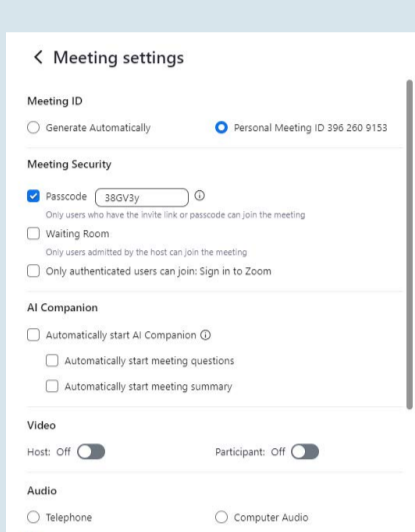 Meeting settings
Meeting ID
Generate Automatically Personal Meeting ID 396 260 9153
Meeting Security
Passcode 38GV3y
Only users who have the invite link or passcode can join the meeting
Waiting Room
Only users admitted by the host can join the meeting
Only authenticated users can join: Sign in to Zoom
AI Companion
Automatically start AI Companion
Automatically start meeting questions
Automatically start meeting summary
Video
Host: Off Participant: Off
Audio
Telephone Computer Audio